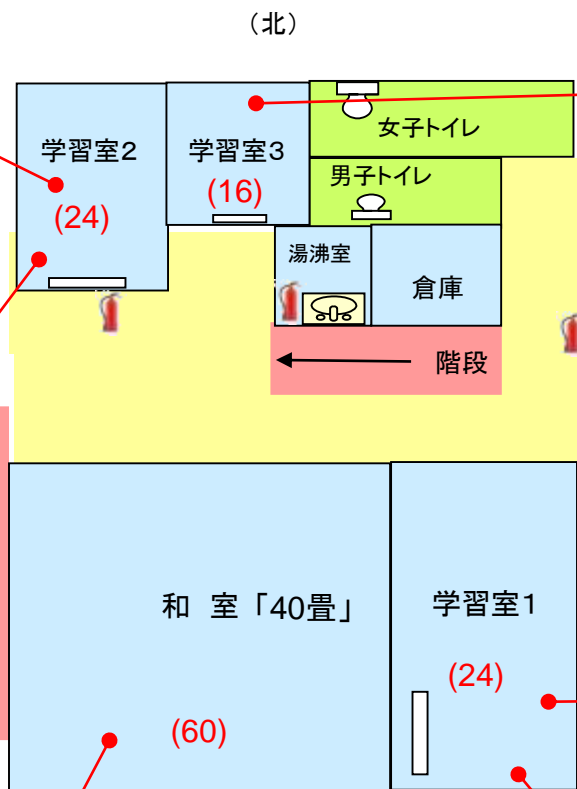 （北）
学習室２
(24)
学習室３
(16)
女子トイレ
男子トイレ
湯沸室
倉庫
階段
和　室「40畳」
(60)
学習室１
(24)